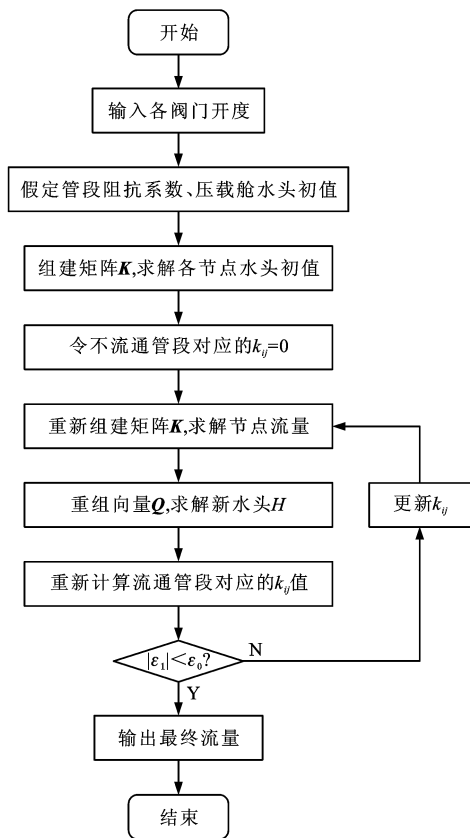 开始
输入各阀门开度
假定管段阻抗系数、压载舱水头初值
组建矩阵K,求解各节点水头初值
令不流通管段对应的kij=0
重新组建矩阵K,求解节点流量
重组向量Q,求解新水头H
更新kij
重新计算流通管段对应的kij值
|ε1|<ε0?
N
Y
输出最终流量
结束